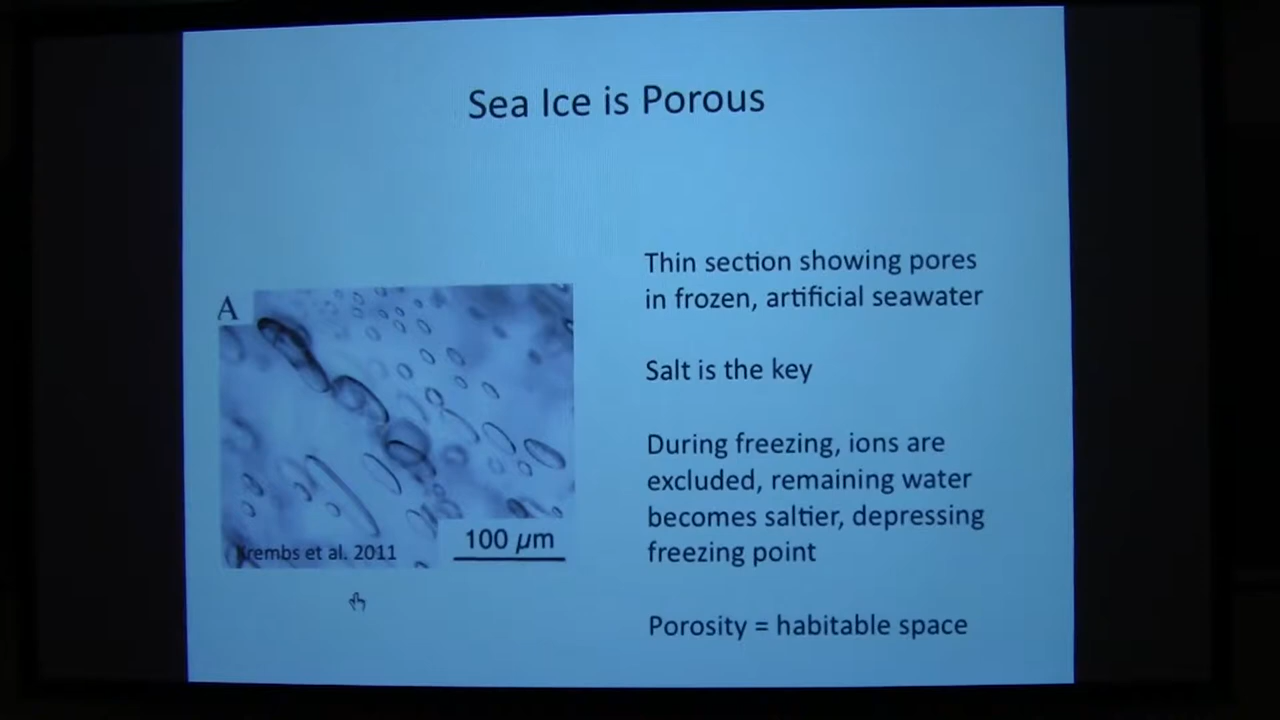 Sea Ice is Porous
A
Krembs et al. 2011
100 µm
Thin section showing pores
in frozen, artificial seawater
Salt is the key
During freezing, ions are
excluded, remaining water
becomes saltier, depressing
freezing point
Porosity = habitable space